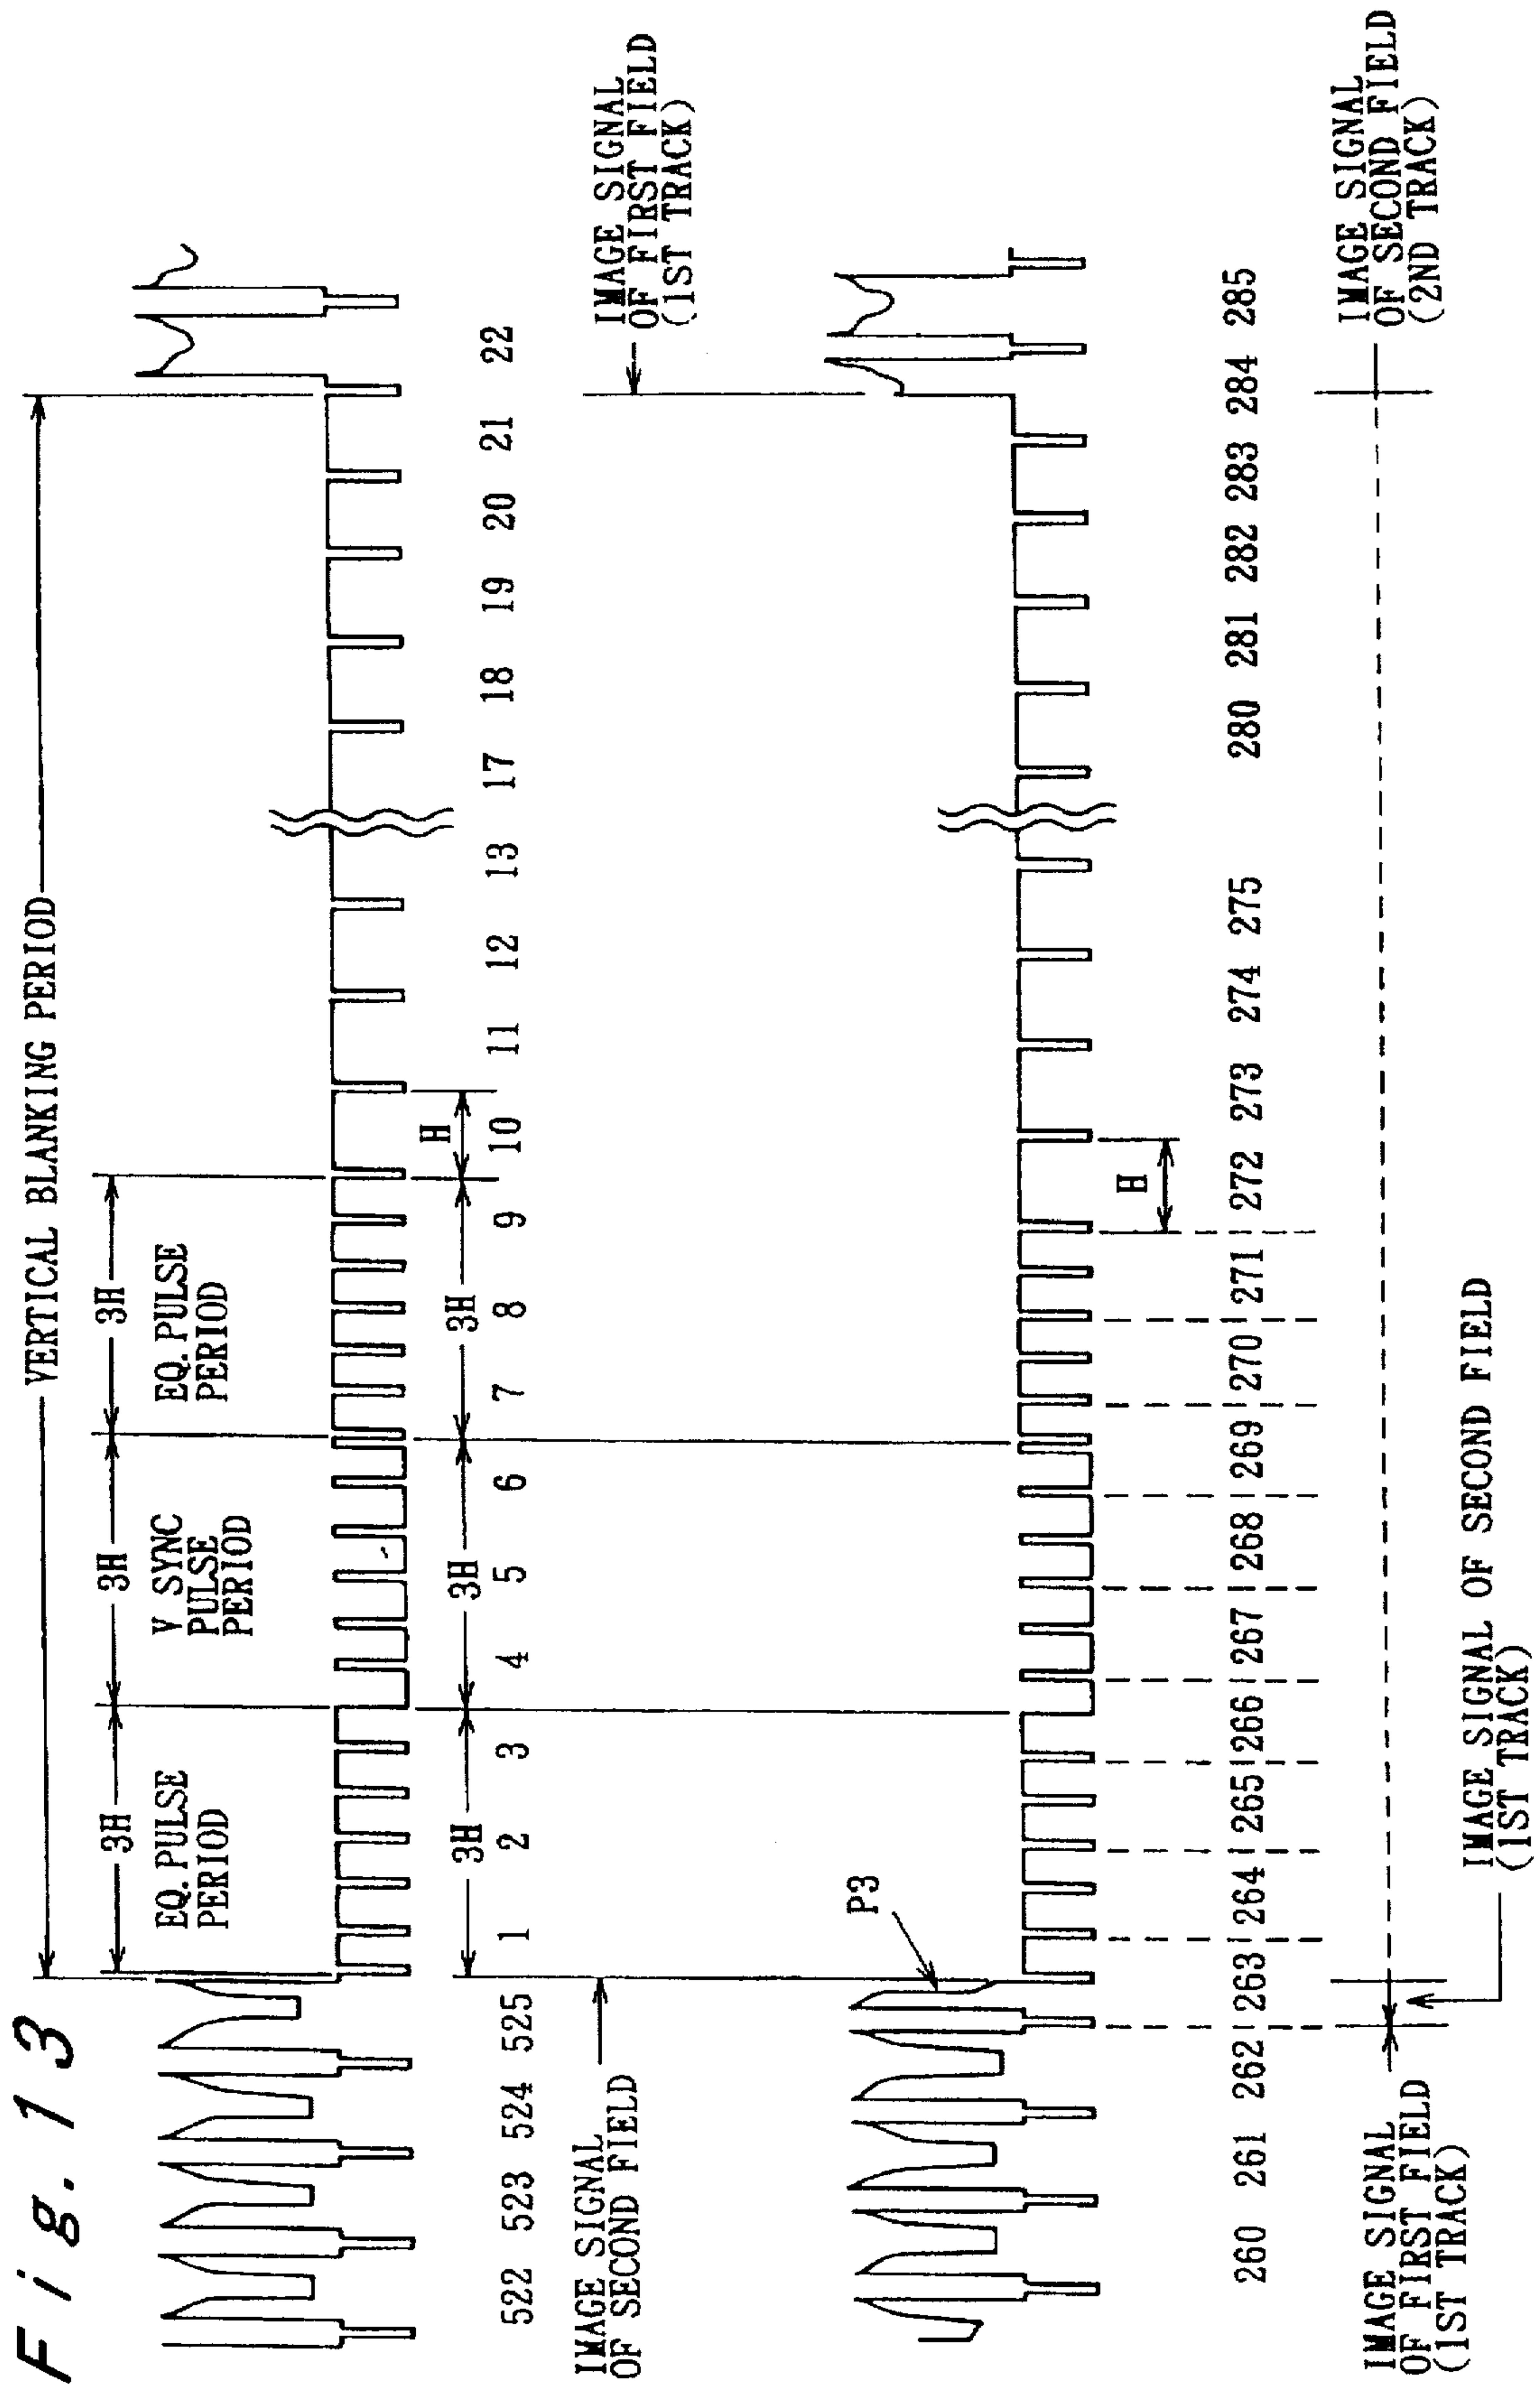 Fig. 13
VERTICAL BLANKING PERIOD
3H
3H
3H
EQ. PULSE
PERIOD
V SYNC
PULSE
PERIOD
EQ. PULSE
PERIOD
3H
3H
3H
H
522 523 524 525 1 2 3 4 5 6 7 8 9 10 11 12 13 17 18 19 20 21 22
IMAGE SIGNAL
OF SECOND FIELD
IMAGE SIGNAL
OF FIRST FIELD
(1ST TRACK)
P3
H
260 261 262 263 264 265 266 267 268 269 270 271 272 273 274 275 280 281 282 283 284 285
IMAGE SIGNAL
OF FIRST FIELD
(1ST TRACK)
IMAGE SIGNAL OF SECOND FIELD
(1ST TRACK)
IMAGE SIGNAL
OF SECOND FIELD
(2ND TRACK)